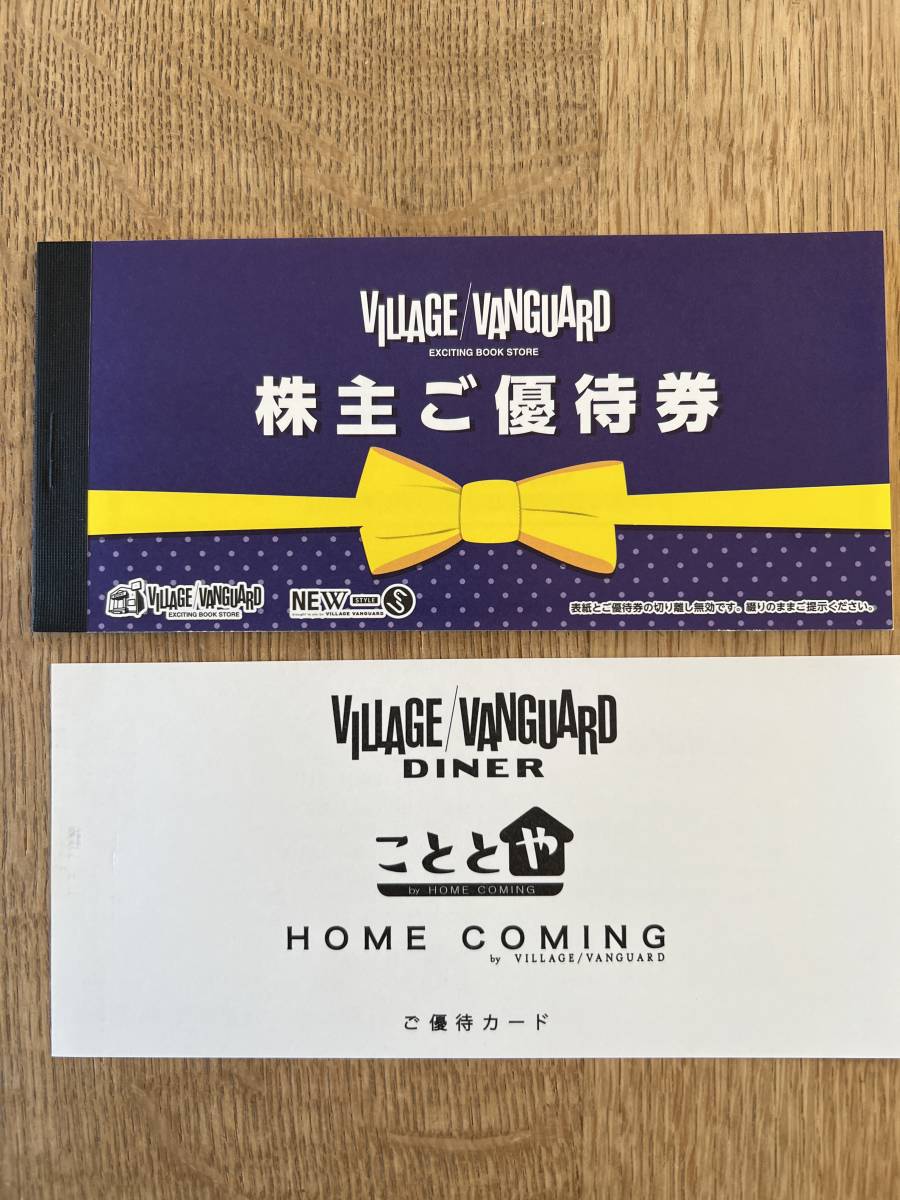 VILLAGE/VANGUARD
EXCITING BOOK STORE
株主ご優待券
VILLAGE/VANGUARD
EXCITING BOOK STORE
NEW STYLE
VILLAGE VANGUARD
表紙とご優待券の切り離し無効です。綴りのままご提示ください。
VILLAGE/VANGUARD
DINER
こととや
by HOME COMING
HOME COMING
by VILLAGE/VANGUARD
ご優待カード